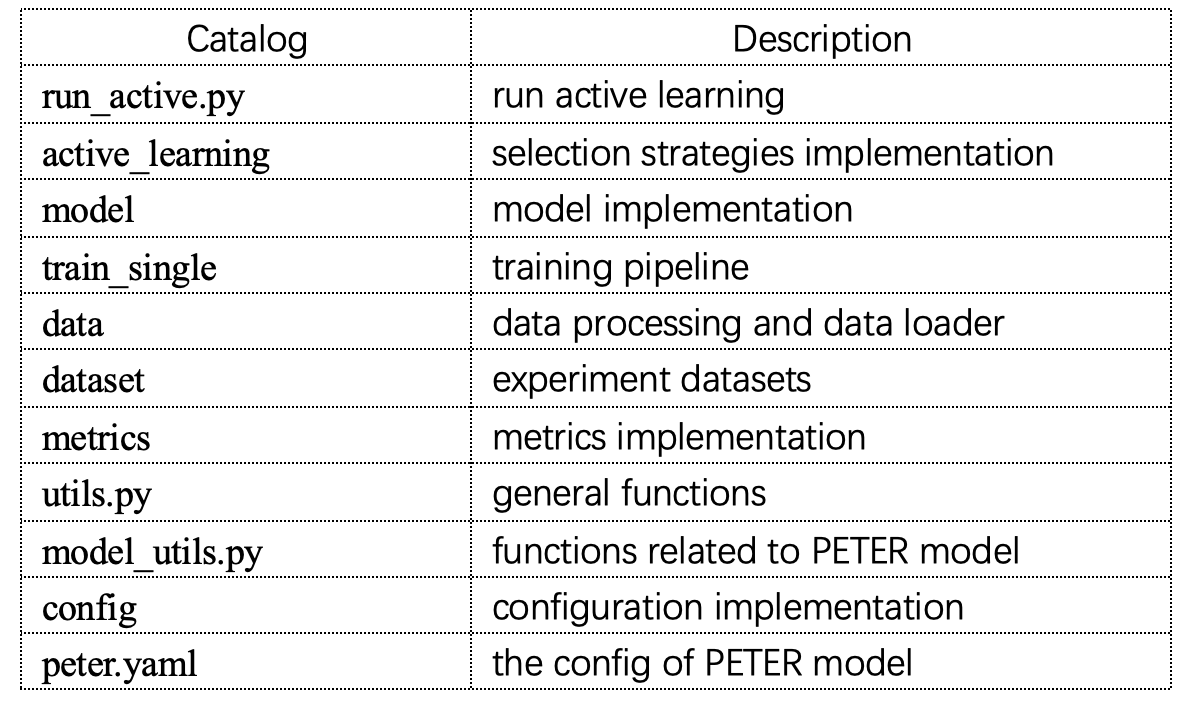 Catalog Description
run_active.py run active learning
active_learning selection strategies implementation
model model implementation
train_single training pipeline
data data processing and data loader
dataset experiment datasets
metrics metrics implementation
utils.py general functions
model_utils.py functions related to PETER model
config configuration implementation
peter.yaml the config of PETER model